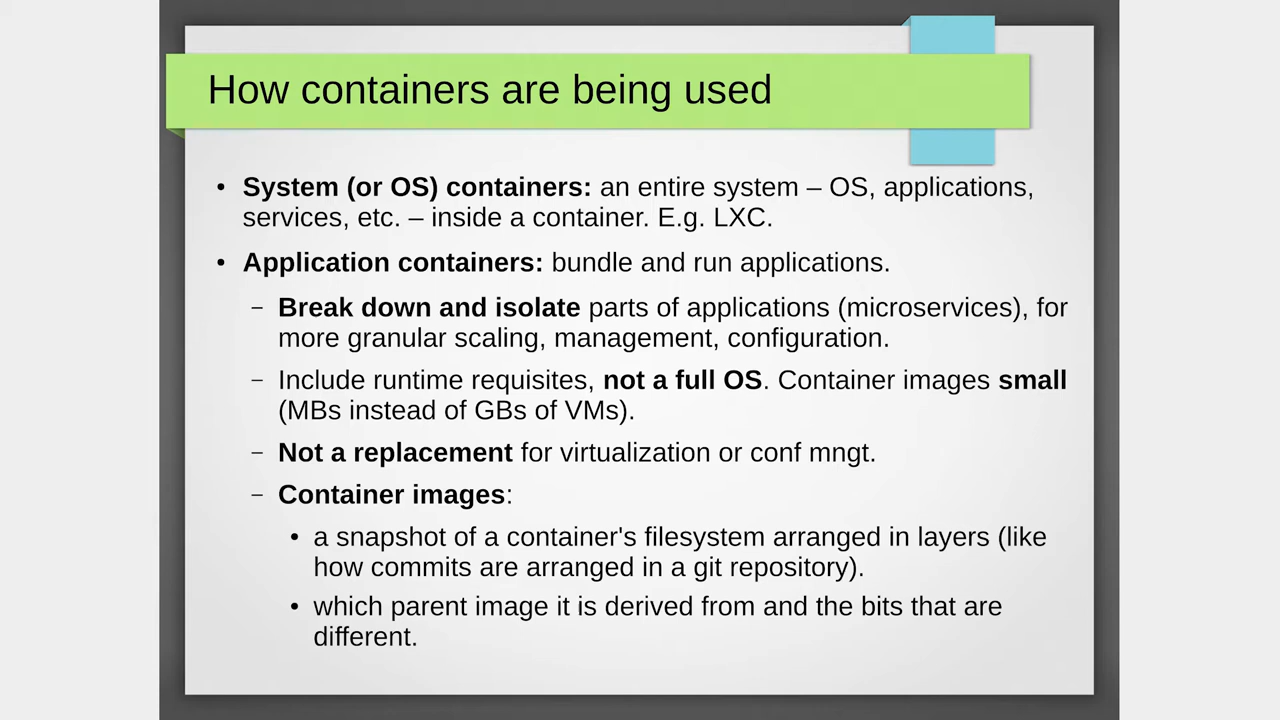 How containers are being used
• System (or OS) containers: an entire system – OS, applications,
services, etc. – inside a container. E.g. LXC.
• Application containers: bundle and run applications.
– Break down and isolate parts of applications (microservices), for
more granular scaling, management, configuration.
– Include runtime requisites, not a full OS. Container images small
(MBs instead of GBs of VMs).
– Not a replacement for virtualization or conf mngt.
– Container images:
• a snapshot of a container's filesystem arranged in layers (like
how commits are arranged in a git repository).
• which parent image it is derived from and the bits that are
different.